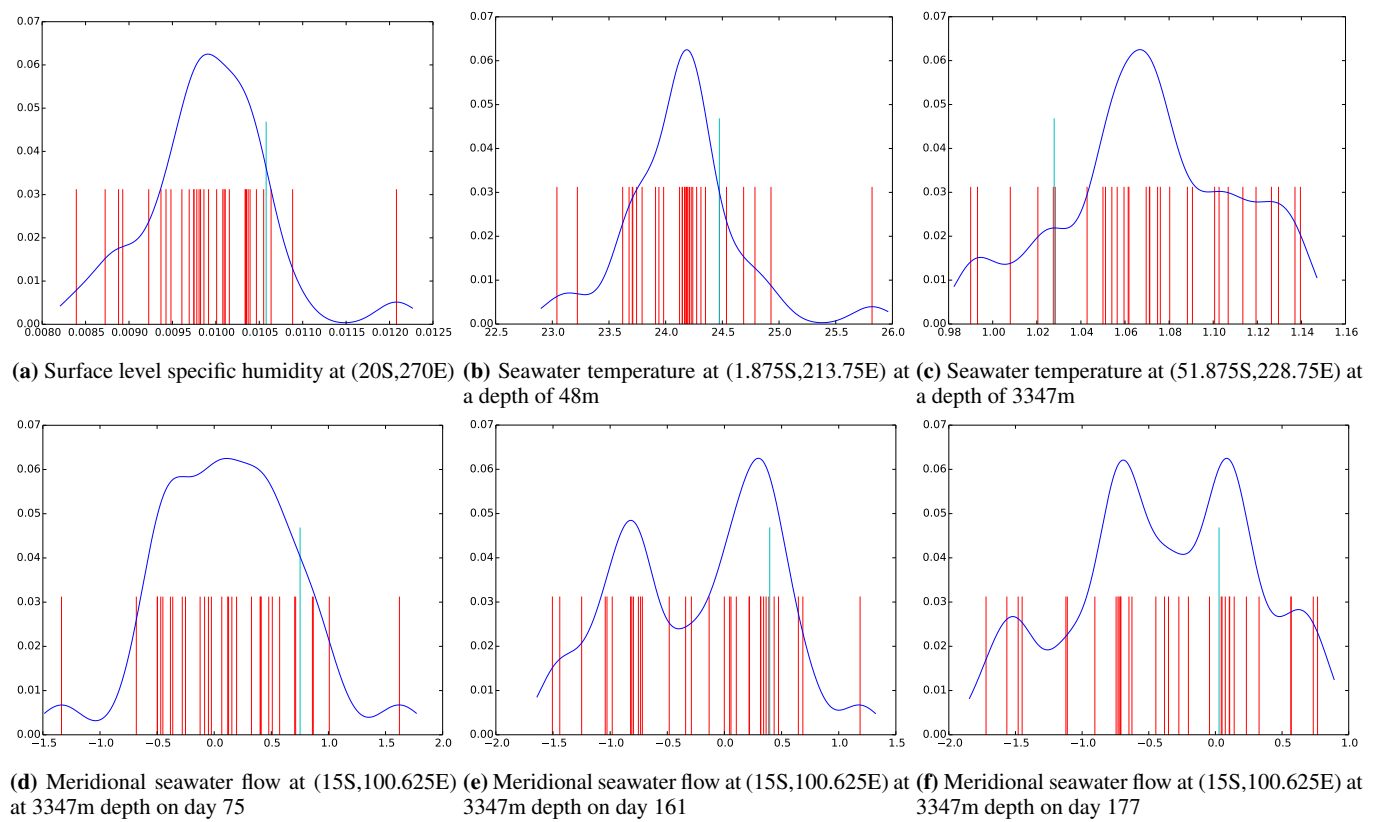 0.07
0.06
0.05
0.04
0.03
0.02
0.01
0.00
0.0080 0.0085 0.0090 0.0095 0.0100 0.0105 0.0110 0.0115 0.0120 0.0125
0.07
0.06
0.05
0.04
0.03
0.02
0.01
0.00
22.5 23.0 23.5 24.0 24.5 25.0 25.5 26.0
0.07
0.06
0.05
0.04
0.03
0.02
0.01
0.00
0.98 1.00 1.02 1.04 1.06 1.08 1.10 1.12 1.14 1.16
(a) Surface level specific humidity at (20S,270E)
(b) Seawater temperature at (1.875S,213.75E) at
a depth of 48m
(c) Seawater temperature at (51.875S,228.75E) at
a depth of 3347m
0.07
0.06
0.05
0.04
0.03
0.02
0.01
0.00
−1.5 −1.0 −0.5 0.0 0.5 1.0 1.5 2.0
0.07
0.06
0.05
0.04
0.03
0.02
0.01
0.00
−2.0 −1.5 −1.0 −0.5 0.0 0.5 1.0 1.5
0.07
0.06
0.05
0.04
0.03
0.02
0.01
0.00
−2.0 −1.5 −1.0 −0.5 0.0 0.5 1.0
(d) Meridional seawater flow at (15S,100.625E)
at 3347m depth on day 75
(e) Meridional seawater flow at (15S,100.625E) at
3347m depth on day 161
(f) Meridional seawater flow at (15S,100.625E) at
3347m depth on day 177